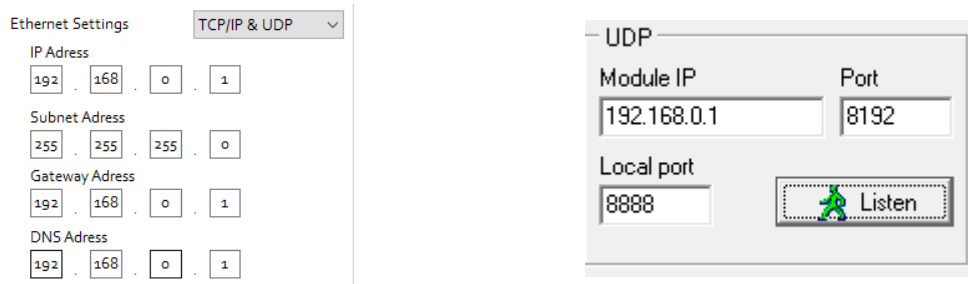 Ethernet Settings TCP/IP & UDP
IP Adress
192 . 168 . 0 . 1
Subnet Adress
255 . 255 . 255 . 0
Gateway Adress
192 . 168 . 0 . 1
DNS Adress
192 . 168 . 0 . 1
UDP
Module IP Port
192.168.0.1 8192
Local port
8888 Listen